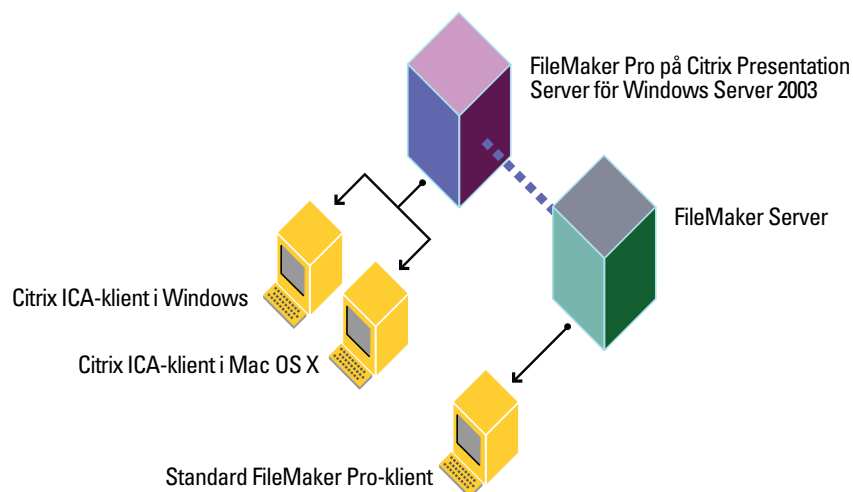 FileMaker Pro på Citrix Presentation
Server för Windows Server 2003
FileMaker Server
Citrix ICA-klient i Windows
Citrix ICA-klient i Mac OS X
Standard FileMaker Pro-klient